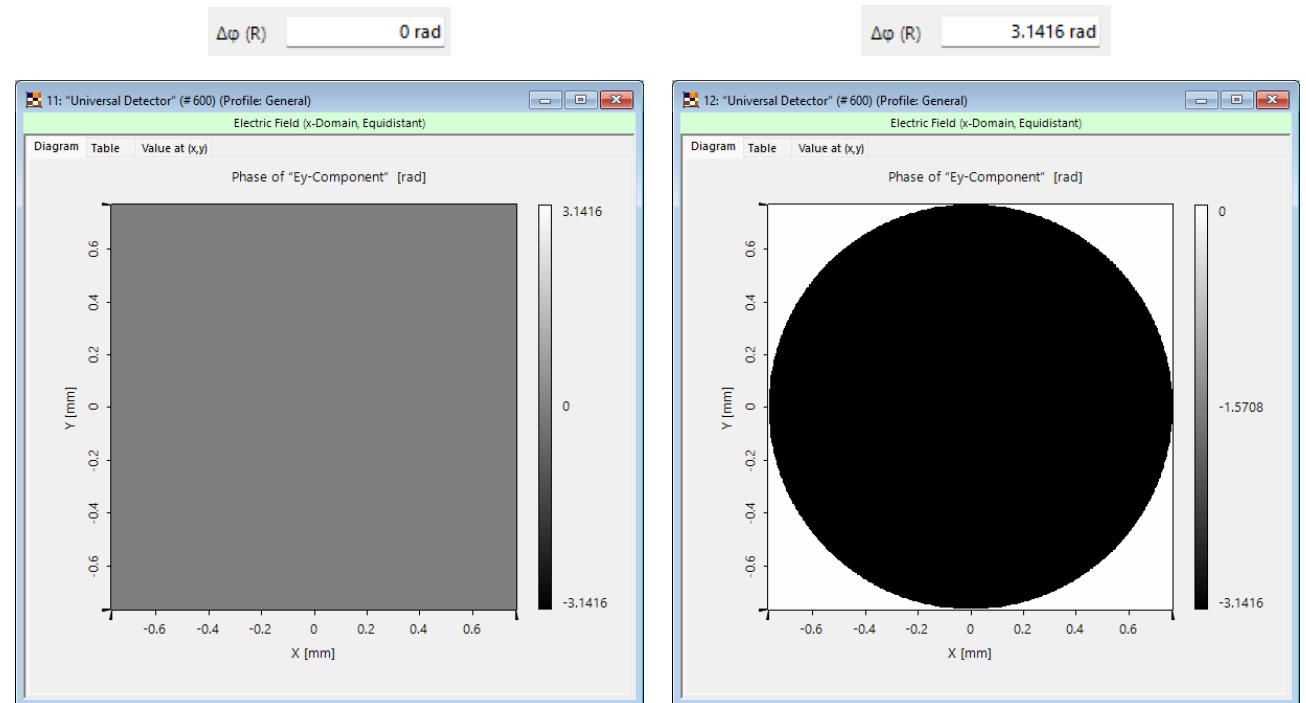 Δφ (R) 0 rad
Δφ (R) 3.1416 rad
11: "Universal Detector" (# 600) (Profile: General)
Electric Field (x-Domain, Equidistant)
Diagram Table Value at (x,y)
Phase of "Ey-Component" [rad]
3.1416
0
-3.1416
0.6
0.4
0.2
0
-0.2
-0.4
-0.6
Y [mm]
-0.6 -0.4 -0.2 0 0.2 0.4 0.6
X [mm]
12: "Universal Detector" (# 600) (Profile: General)
Electric Field (x-Domain, Equidistant)
Diagram Table Value at (x,y)
Phase of "Ey-Component" [rad]
0
-1.5708
-3.1416
0.6
0.4
0.2
0
-0.2
-0.4
-0.6
Y [mm]
-0.6 -0.4 -0.2 0 0.2 0.4 0.6
X [mm]